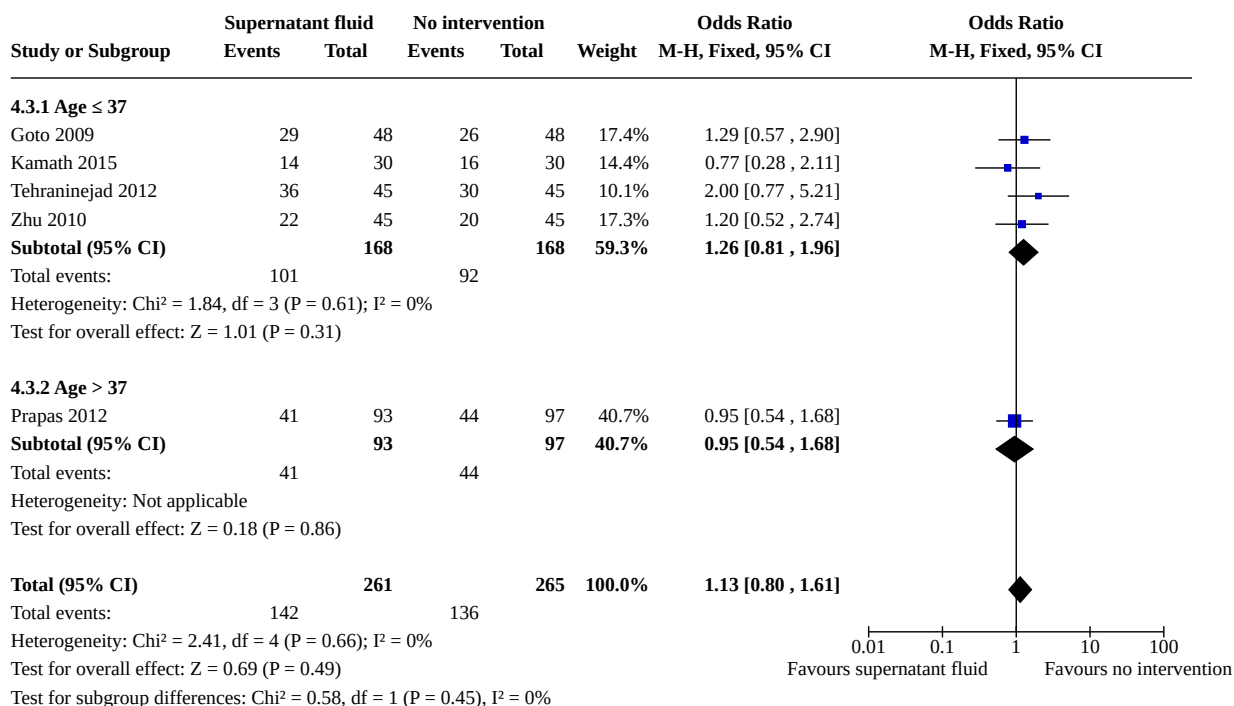 Supernatant fluid No intervention Odds Ratio Odds Ratio
Study or Subgroup Events Total Events Total Weight M-H, Fixed, 95% CI M-H, Fixed, 95% CI
4.3.1 Age ≤ 37
Goto 2009 29 48 26 48 17.4% 1.29 [0.57 , 2.90]
Kamath 2015 14 30 16 30 14.4% 0.77 [0.28 , 2.11]
Tehraninejad 2012 36 45 30 45 10.1% 2.00 [0.77 , 5.21]
Zhu 2010 22 45 20 45 17.3% 1.20 [0.52 , 2.74]
Subtotal (95% CI) 168 168 59.3% 1.26 [0.81 , 1.96]
Total events: 101 92
Heterogeneity: Chi² = 1.84, df = 3 (P = 0.61); I² = 0%
Test for overall effect: Z = 1.01 (P = 0.31)
4.3.2 Age > 37
Prapas 2012 41 93 44 97 40.7% 0.95 [0.54 , 1.68]
Subtotal (95% CI) 93 97 40.7% 0.95 [0.54 , 1.68]
Total events: 41 44
Heterogeneity: Not applicable
Test for overall effect: Z = 0.18 (P = 0.86)
Total (95% CI) 261 265 100.0% 1.13 [0.80 , 1.61]
Total events: 142 136
Heterogeneity: Chi² = 2.41, df = 4 (P = 0.66); I² = 0%
0.01 0.1 1 10 100
Test for overall effect: Z = 0.69 (P = 0.49)
Favours supernatant fluid Favours no intervention
Test for subgroup differences: Chi² = 0.58, df = 1 (P = 0.45), I² = 0%